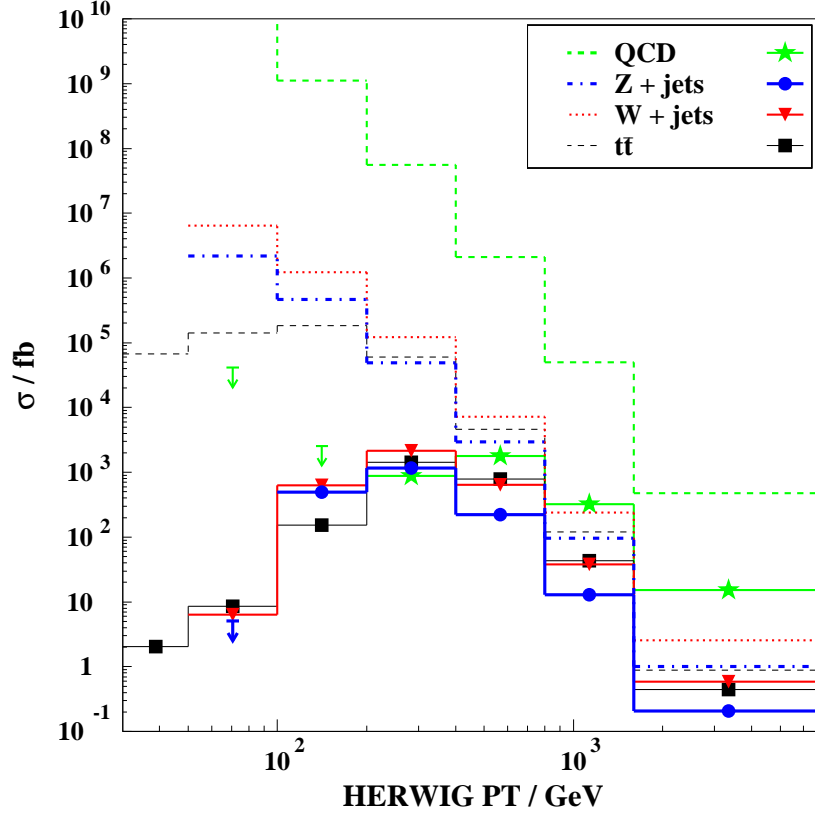 σ / fb
10^10
10^9
10^8
10^7
10^6
10^5
10^4
10^3
10^2
10
1
10^-1
QCD
Z + jets
W + jets
tt̄
10^2
10^3
HERWIG PT / GeV